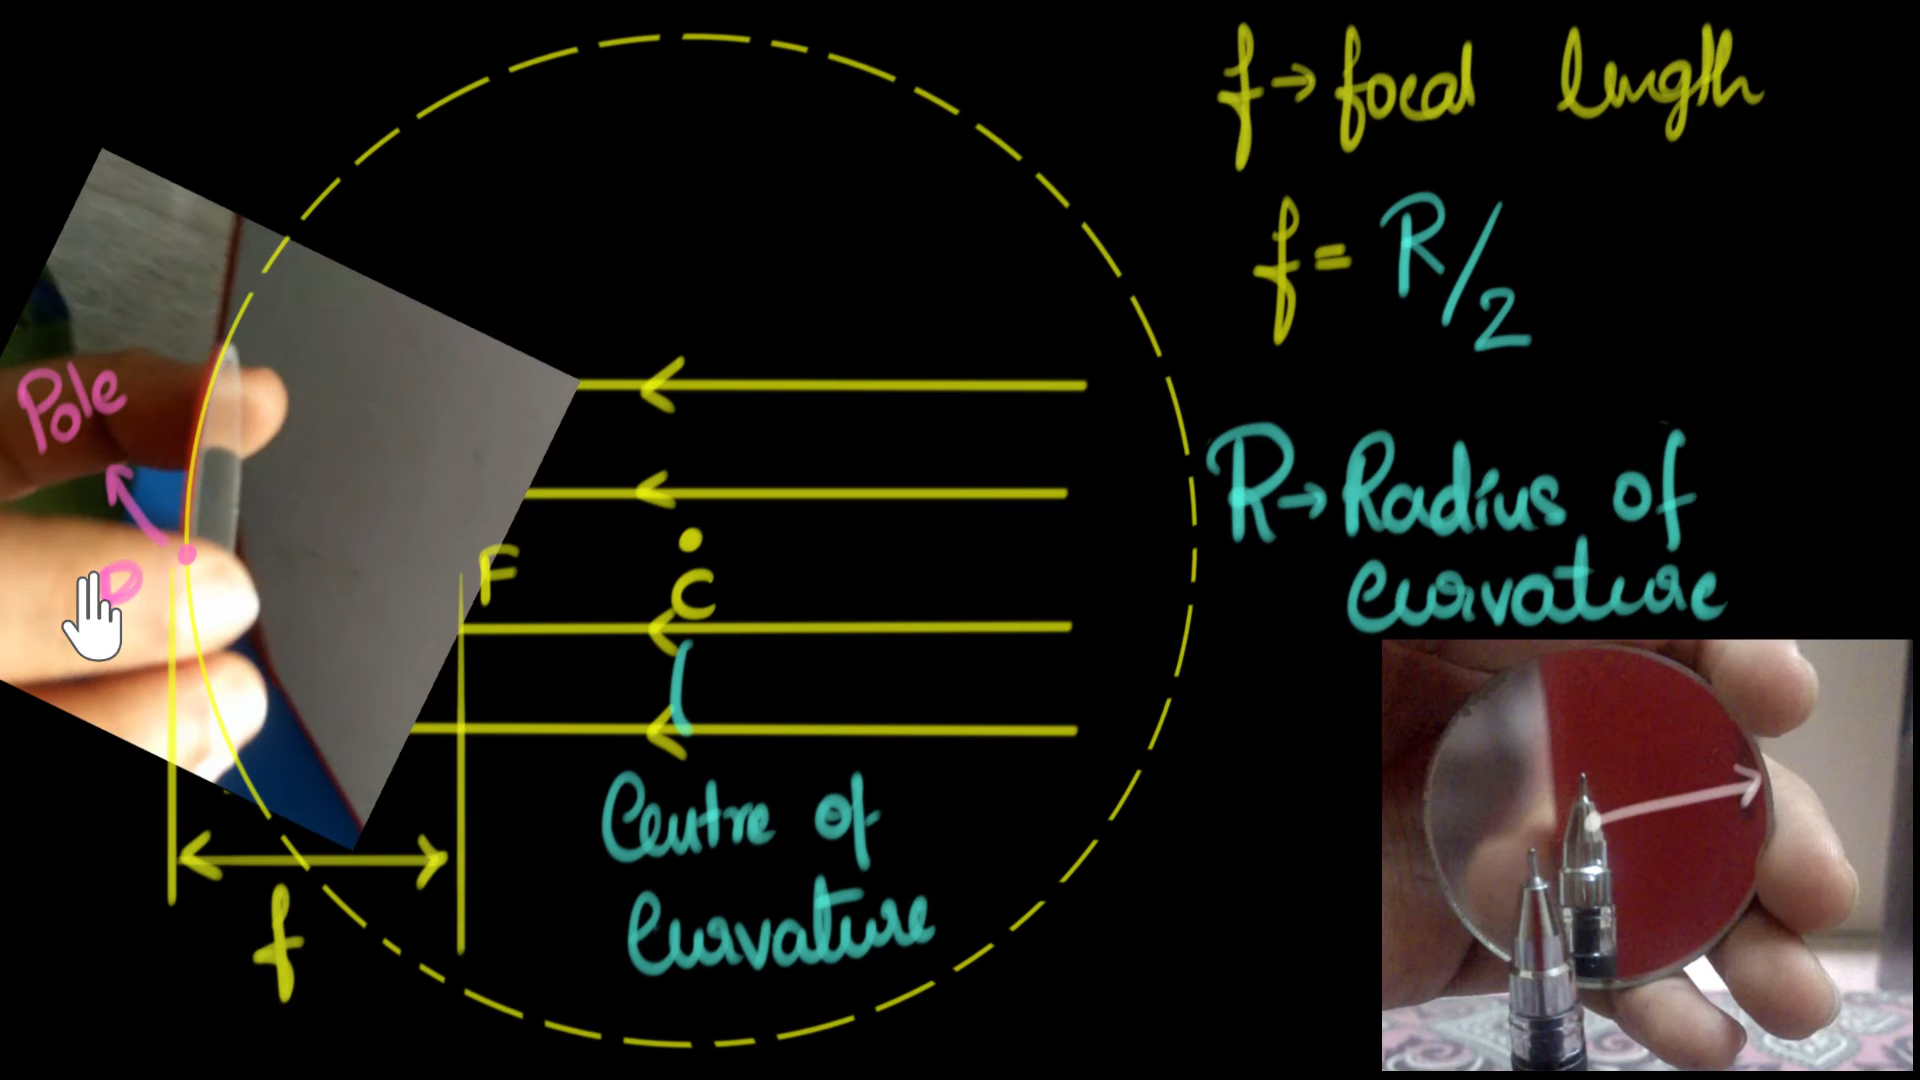 f → focal length
f = R/2
Pole
P
F
C
R → Radius of
curvature
Centre of
Curvature
f